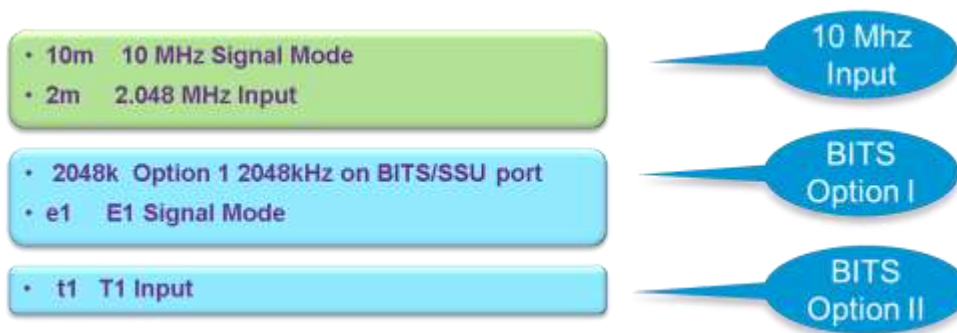 • 10m 10 MHz Signal Mode
• 2m 2.048 MHz Input
10 Mhz
Input
• 2048k Option 1 2048kHz on BITS/SSU port
• e1 E1 Signal Mode
BITS
Option I
• t1 T1 Input
BITS
Option II